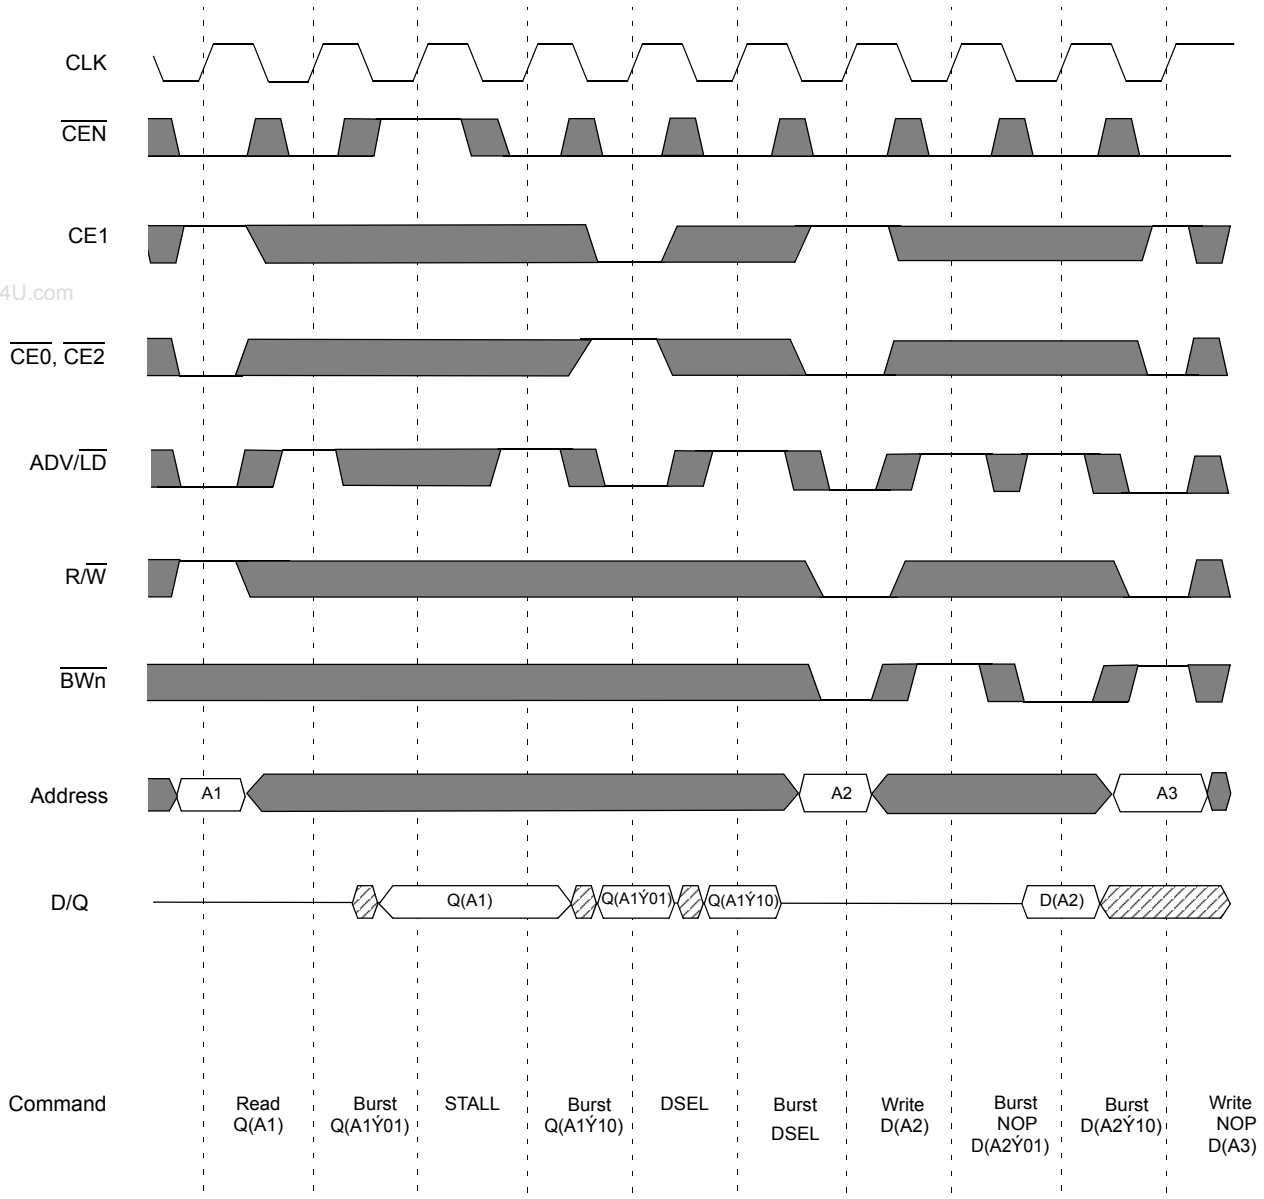 CLK
CEN
CE1
4U.com
CE0, CE2
ADV/LD
R/W
BWn
Address A1 A2 A3
D/Q Q(A1) Q(A1Ý01) Q(A1Ý10) D(A2)
Command
Read
Q(A1)
Burst
Q(A1Ý01)
STALL
Burst
Q(A1Ý10)
DSEL
Burst
DSEL
Write
D(A2)
Burst
NOP
D(A2Ý01)
Burst
D(A2Ý10)
Write
NOP
D(A3)